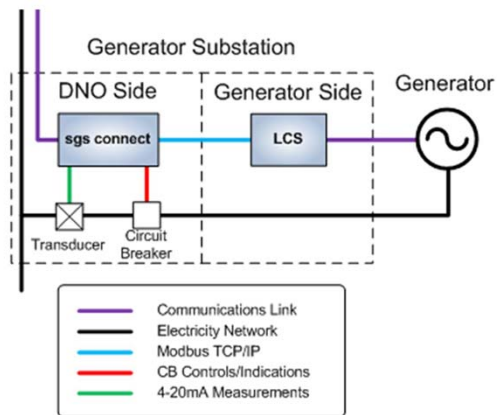 Generator Substation
DNO Side
Generator Side
Generator
sgs connect
LCS
Transducer
Circuit
Breaker
Communications Link
Electricity Network
Modbus TCP/IP
CB Controls/Indications
4-20mA Measurements